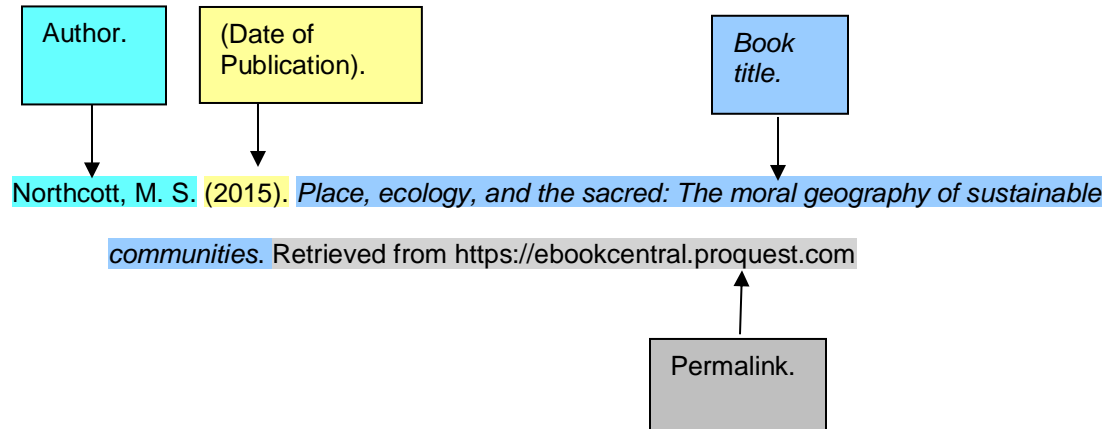 Author.
(Date of
Publication).
Book
title.
Northcott, M. S. (2015). Place, ecology, and the sacred: The moral geography of sustainable
communities. Retrieved from https://ebookcentral.proquest.com
Permalink.